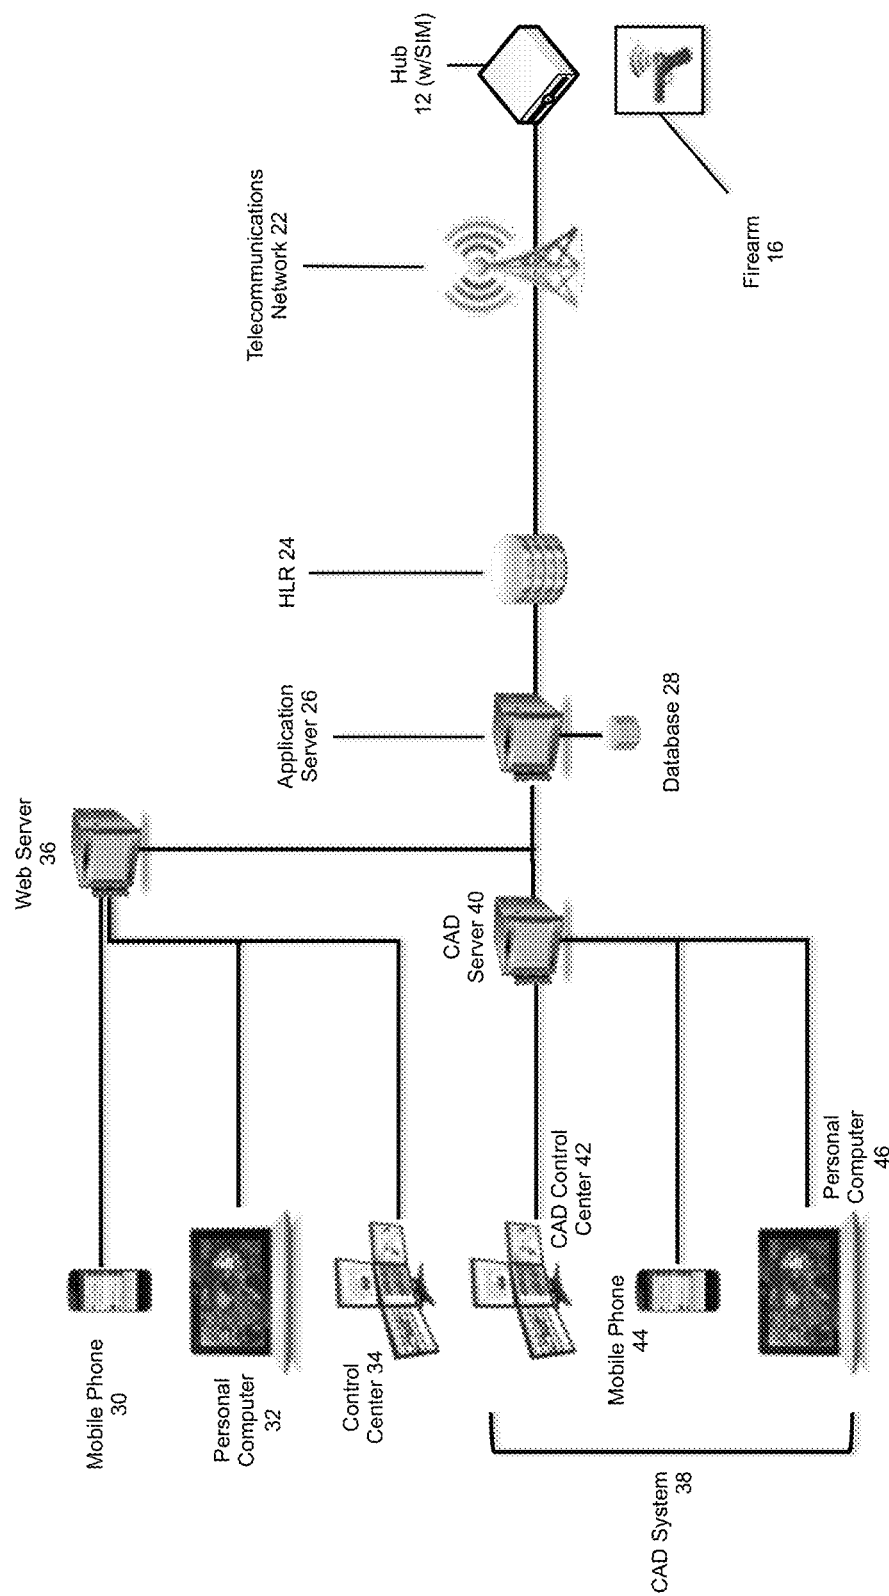 Mobile Phone
30
Personal
Computer
32
Control
Center 34
CAD System
38
CAD Control
Center 42
Mobile Phone
44
Personal
Computer
46
Web Server
36
CAD
Server 40
Application
Server 26
Database 28
HLR 24
Telecommunications
Network 22
Hub
12 (w/SIM)
Firearm
16